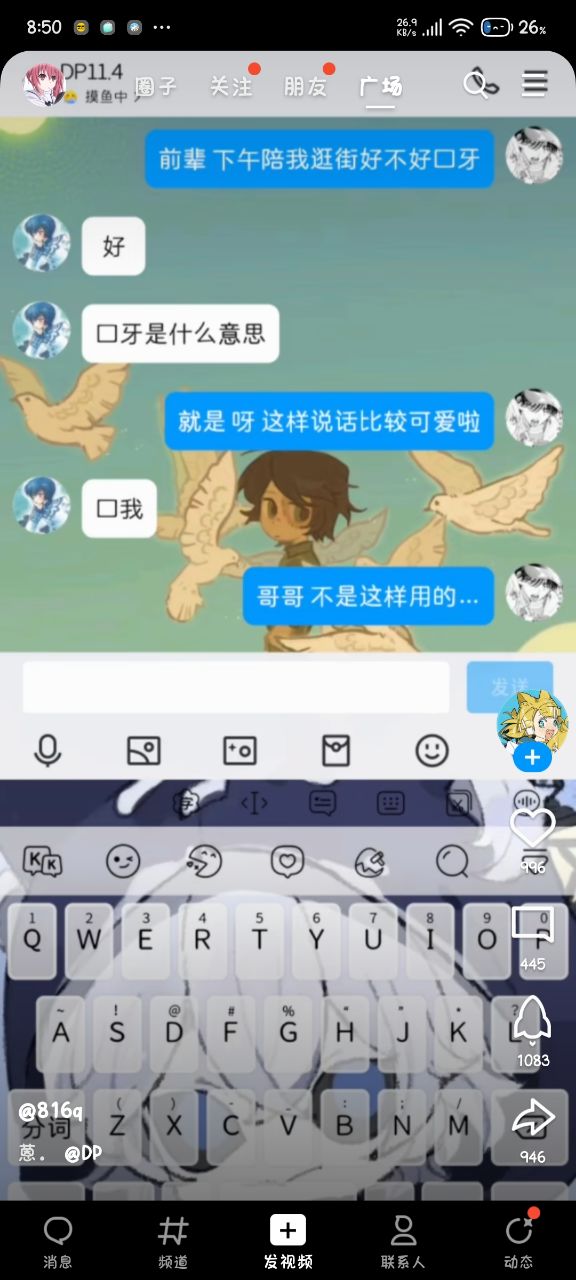 8:50
26.9 KB/s
26%
DP11.4
圈子 关注 朋友 广场
摸鱼中
前辈 下午陪我逛街好不好口牙
好
口牙是什么意思
就是 呀 这样说话比较可爱啦
口我
哥哥 不是这样用的...
发送
字
KK
996
1 2 3 4 5 6 7 8 9 0
Q W E R T Y U I O P
445
~ ! @ # % " " * ?
A S D F G H J K L
1083
( ) - _ : ; /
@816q
分词 Z X C V B N M
蔥. @DP
946
消息 频道 发视频 联系人 动态